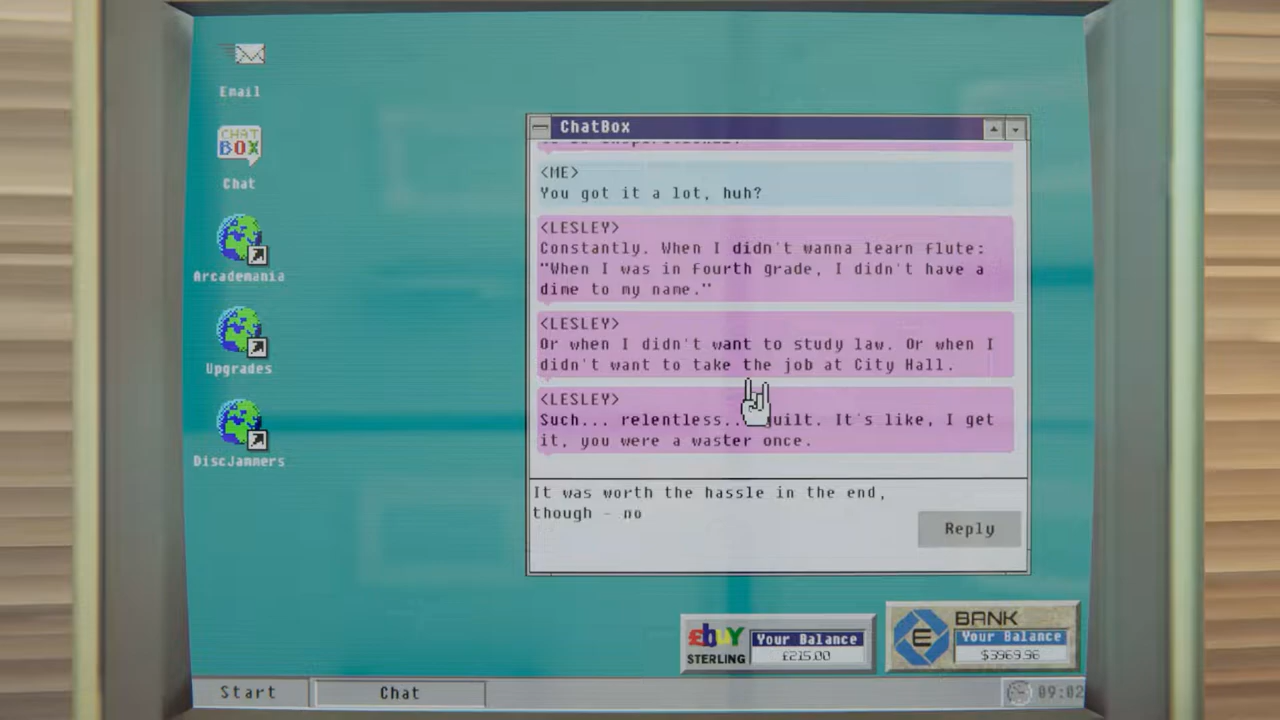 Email
CHAT
BOX
Chat
Arcademania
Upgrades
DiscJammers
ChatBox
<ME>
You got it a lot, huh?
<LESLEY>
Constantly. When I didn't wanna learn flute:
"When I was in fourth grade, I didn't have a
dime to my name."
<LESLEY>
Or when I didn't want to study law. Or when I
didn't want to take the job at City Hall.
<LESLEY>
Such... relentless.. guilt. It's like, I get
it, you were a waster once.
It was worth the hassle in the end,
though - no
Reply
ebuy
STERLING
Your Balance
£215.00
E
BANK
Your Balance
$3969.96
Start
Chat
09:02